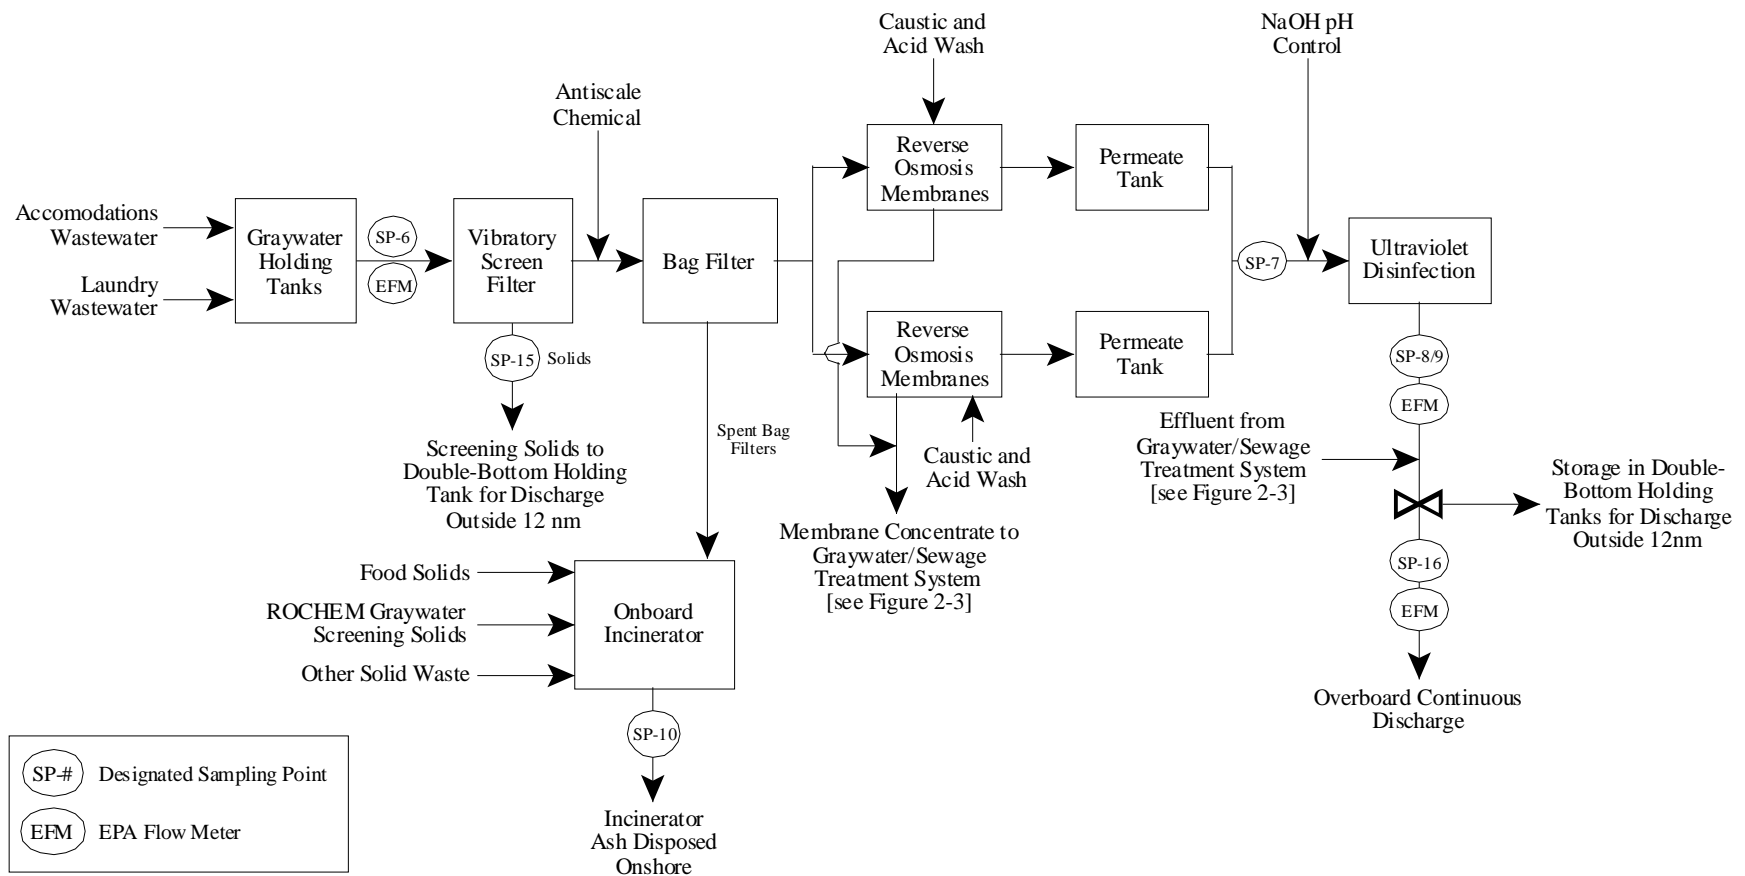 Caustic and
Acid Wash
NaOH pH
Control
Antiscale
Chemical
Accomodations
Wastewater
Laundry
Wastewater
Graywater
Holding
Tanks
SP-6
EFM
Vibratory
Screen
Filter
Bag Filter
Reverse
Osmosis
Membranes
Permeate
Tank
Reverse
Osmosis
Membranes
Permeate
Tank
SP-7
Ultraviolet
Disinfection
SP-15
Solids
Screening Solids to
Double-Bottom Holding
Tank for Discharge
Outside 12 nm
Spent Bag
Filters
Caustic and
Acid Wash
Membrane Concentrate to
Graywater/Sewage
Treatment System
[see Figure 2-3]
SP-8/9
EFM
Effluent from
Graywater/Sewage
Treatment System
[see Figure 2-3]
Storage in Double-
Bottom Holding
Tanks for Discharge
Outside 12nm
SP-16
EFM
Overboard Continuous
Discharge
Food Solids
ROCHEM Graywater
Screening Solids
Other Solid Waste
Onboard
Incinerator
SP-10
Incinerator
Ash Disposed
Onshore
SP-#
Designated Sampling Point
EFM
EPA Flow Meter